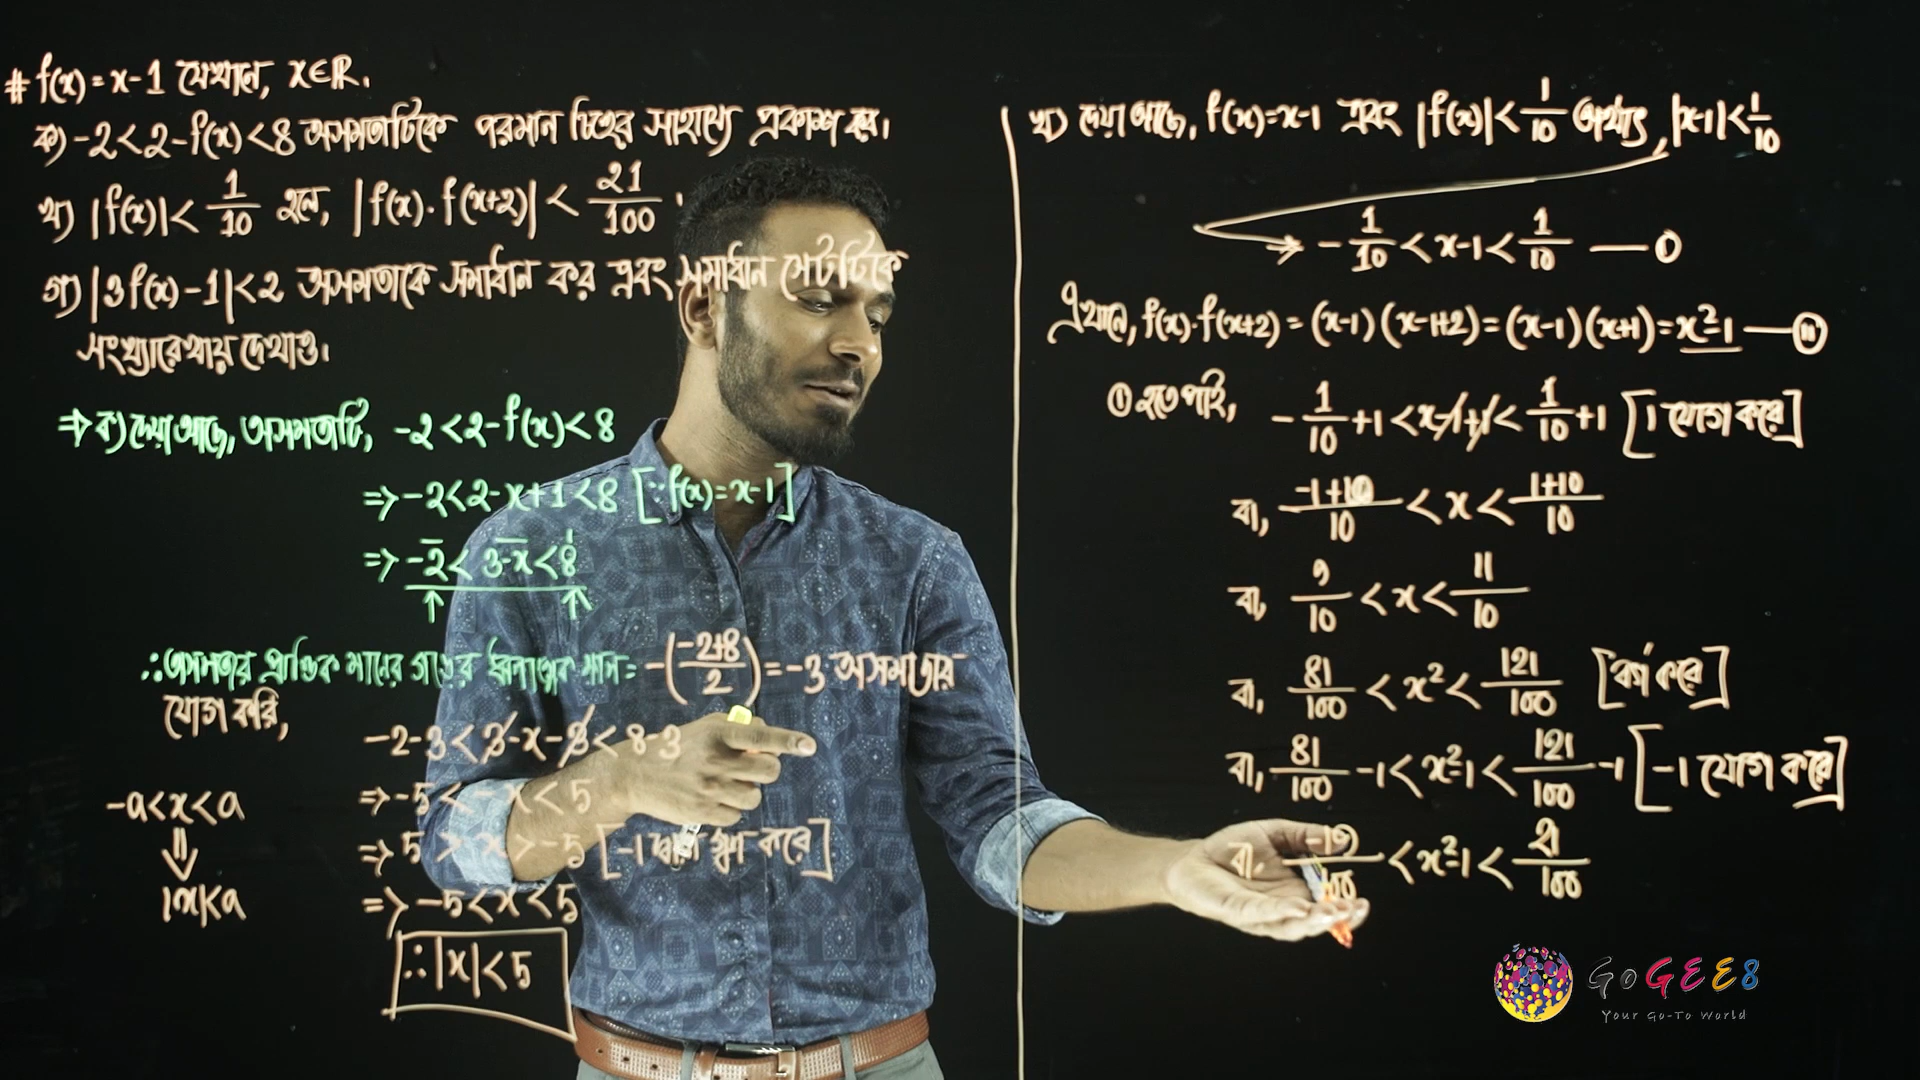 # f(x) = x-1 যেখানে, x∈ℝ.
ক) -2<2-f(x)<8 অসমতাটিকে পরমমান চিহ্নের সাহায্যে প্রকাশ কর।
খ) |f(x)| < 1/10 হলে, |f(x)·f(x+2)| < 21/100 .
গ) |3f(x)-1|<2 অসমতাকে সমাধান কর এবং সমাধান সেটটিকে
সংখ্যারেখায় দেখাও।
⇒ ক) দেয়া আছে, অসমতাটি, -2<2-f(x)<8
⇒ -2<2-x+1<8 [∵f(x)=x-1]
⇒ -2< 3-x<8
∴ অসমতার প্রান্তিক মানের গড়ের ঋণাত্মক মান = -((-2+8)/2) = -3 অসমতায়
যোগ করি,
-2-3<3-x-3<8-3
⇒ -5<-x<5
⇒ 5 > x > -5 [-1 দ্বারা গুণ করে]
⇒ -5<x<5
∴|x|<5
-a<x<a
⇓
|x|<a
খ) দেয়া আছে, f(x)=x-1 এবং |f(x)|< 1/10 অর্থাৎ, |x-1|< 1/10
→ -1/10 < x-1 < 1/10 — (i)
এখানে, f(x)·f(x+2) = (x-1)(x-1+2) = (x-1)(x+1) = x²-1 — (ii)
(i) হতে পাই, -1/10 +1 < x-1+1 < 1/10 +1 [1 যোগ করে]
বা, (-1+10)/10 < x < (1+10)/10
বা, 9/10 < x < 11/10
বা, 81/100 < x² < 121/100 [বর্গ করে]
বা, 81/100 -1 < x²-1 < 121/100 -1 [-1 যোগ করে]
বা, -19/100 < x²-1 < 21/100
GoGEE8
Your Go-To World